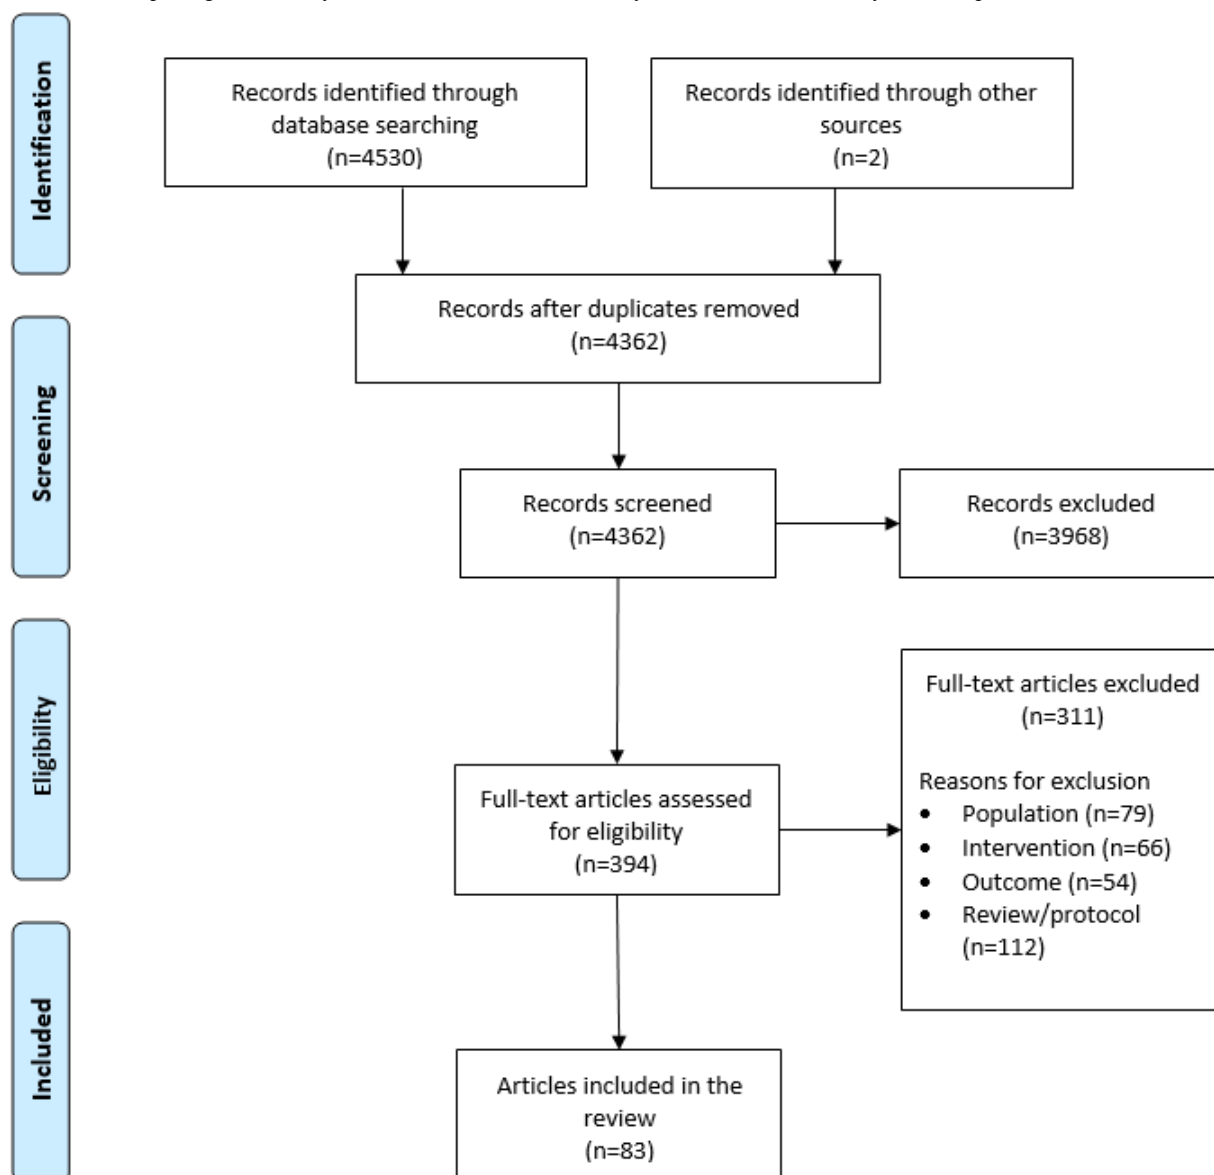 Identification
Records identified through
database searching
(n=4530)
Records identified through other
sources
(n=2)
Records after duplicates removed
(n=4362)
Screening
Records screened
(n=4362)
Records excluded
(n=3968)
Eligibility
Full-text articles assessed
for eligibility
(n=394)
Full-text articles excluded
(n=311)
Reasons for exclusion
• Population (n=79)
• Intervention (n=66)
• Outcome (n=54)
• Review/protocol
(n=112)
Included
Articles included in the
review
(n=83)